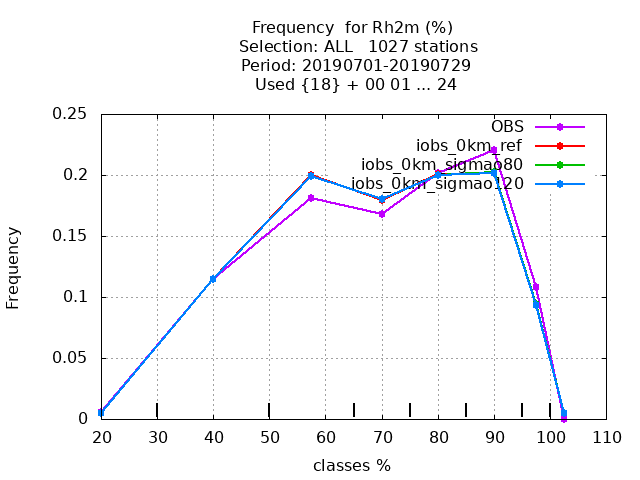 Frequency  for Rh2m (%)
Selection: ALL   1027 stations
Period: 20190701-20190729
Used {18} + 00 01 ... 24
OBS
iobs_0km_ref
iobs_0km_sigmao80
iobs_0km_sigmao120
0.25
0.2
0.15
0.1
0.05
0
Frequency
20 30 40 50 60 70 80 90 100 110
classes %